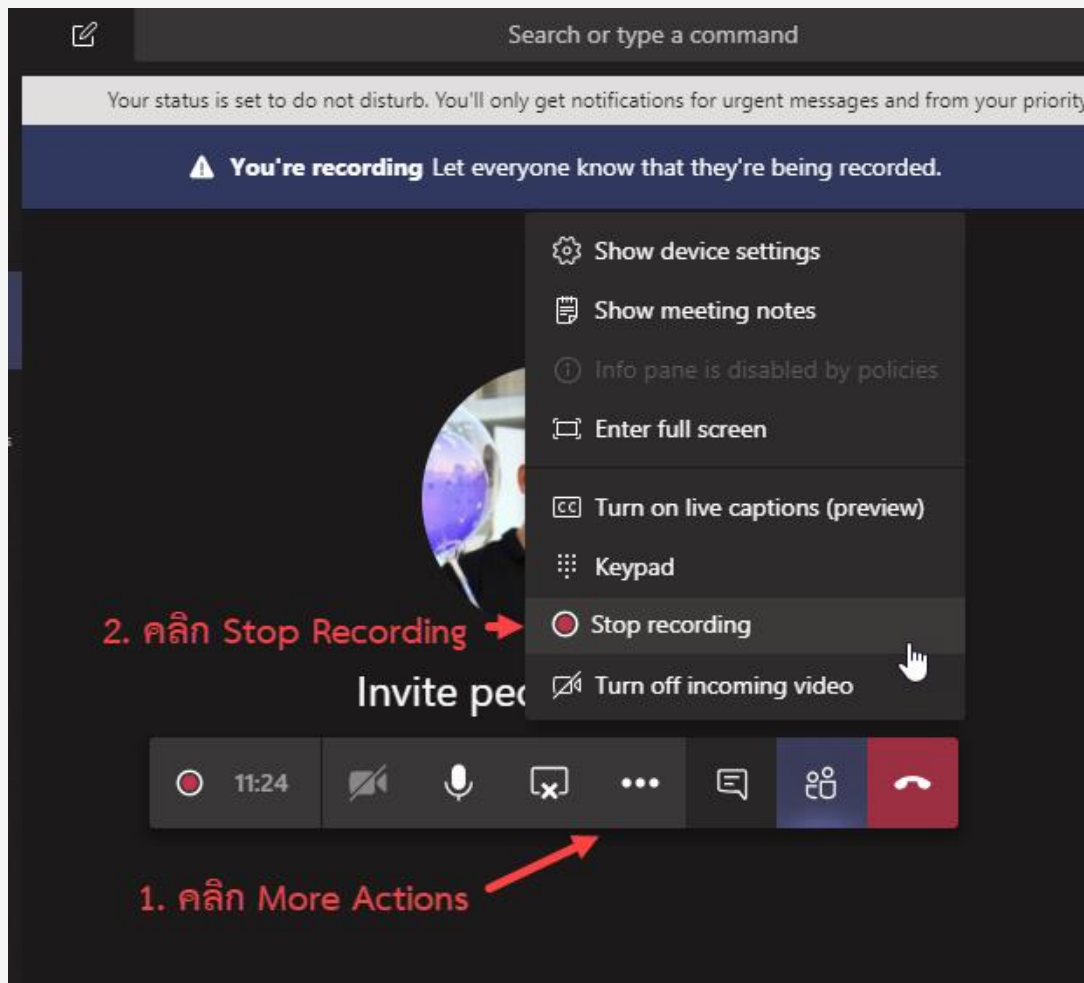 Search or type a command
Your status is set to do not disturb. You'll only get notifications for urgent messages and from your priority
You're recording Let everyone know that they're being recorded.
Show device settings
Show meeting notes
Info pane is disabled by policies
Enter full screen
CC Turn on live captions (preview)
Keypad
2. คลิก Stop Recording
Stop recording
Invite
Turn off incoming video
11:24
1. คลิก More Actions